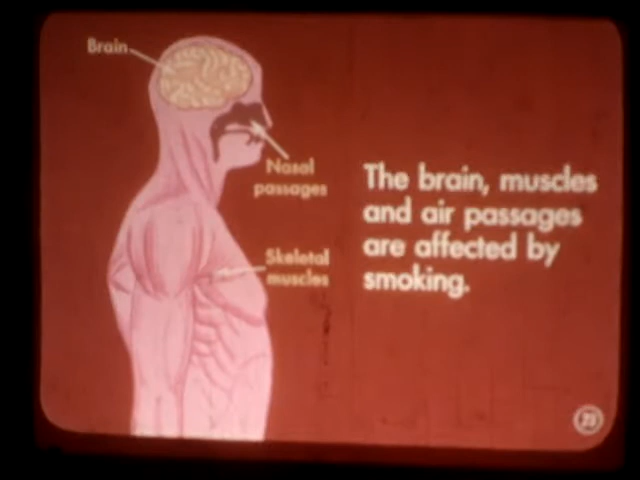 Brain
Nasal
passages
Skeletal
muscles
The brain, muscles
and air passages
are affected by
smoking.